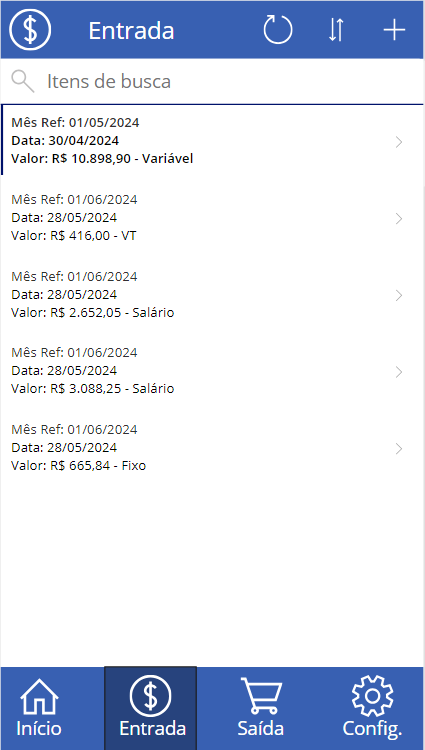 Entrada
Itens de busca
Mês Ref: 01/05/2024
Data: 30/04/2024
Valor: R$ 10.898,90 - Variável
Mês Ref: 01/06/2024
Data: 28/05/2024
Valor: R$ 416,00 - VT
Mês Ref: 01/06/2024
Data: 28/05/2024
Valor: R$ 2.652,05 - Salário
Mês Ref: 01/06/2024
Data: 28/05/2024
Valor: R$ 3.088,25 - Salário
Mês Ref: 01/06/2024
Data: 28/05/2024
Valor: R$ 665,84 - Fixo
Início
Entrada
Saída
Config.